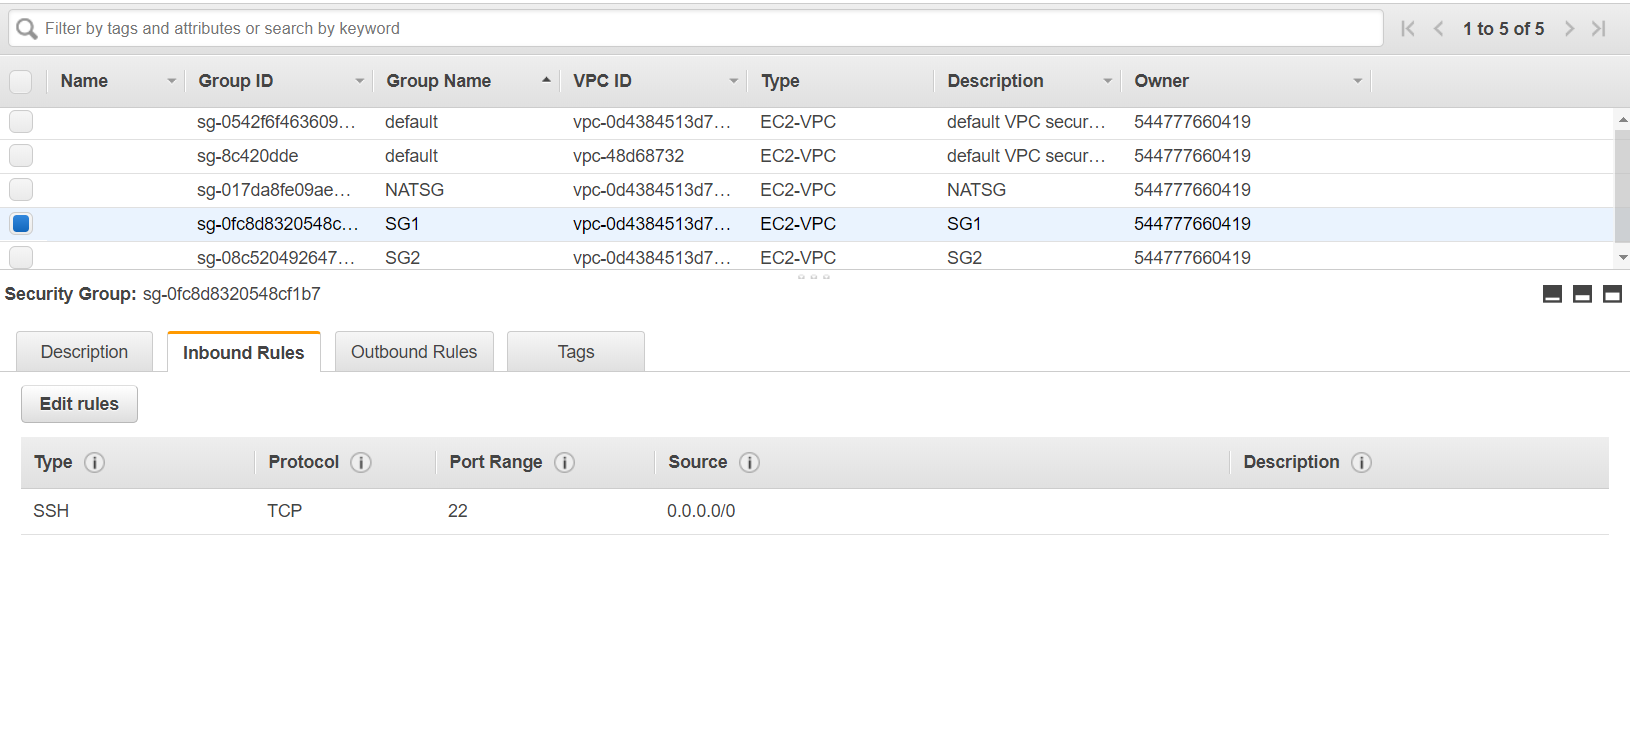 Filter by tags and attributes or search by keyword 1 to 5 of 5
Name Group ID Group Name VPC ID Type Description Owner
sg-0542f6f463609... default vpc-0d4384513d7... EC2-VPC default VPC secur... 544777660419
sg-8c420dde default vpc-48d68732 EC2-VPC default VPC secur... 544777660419
sg-017da8fe09ae... NATSG vpc-0d4384513d7... EC2-VPC NATSG 544777660419
sg-0fc8d8320548c... SG1 vpc-0d4384513d7... EC2-VPC SG1 544777660419
sg-08c520492647... SG2 vpc-0d4384513d7... EC2-VPC SG2 544777660419
Security Group: sg-0fc8d8320548cf1b7
Description Inbound Rules Outbound Rules Tags
Edit rules
Type Protocol Port Range Source Description
SSH TCP 22 0.0.0.0/0